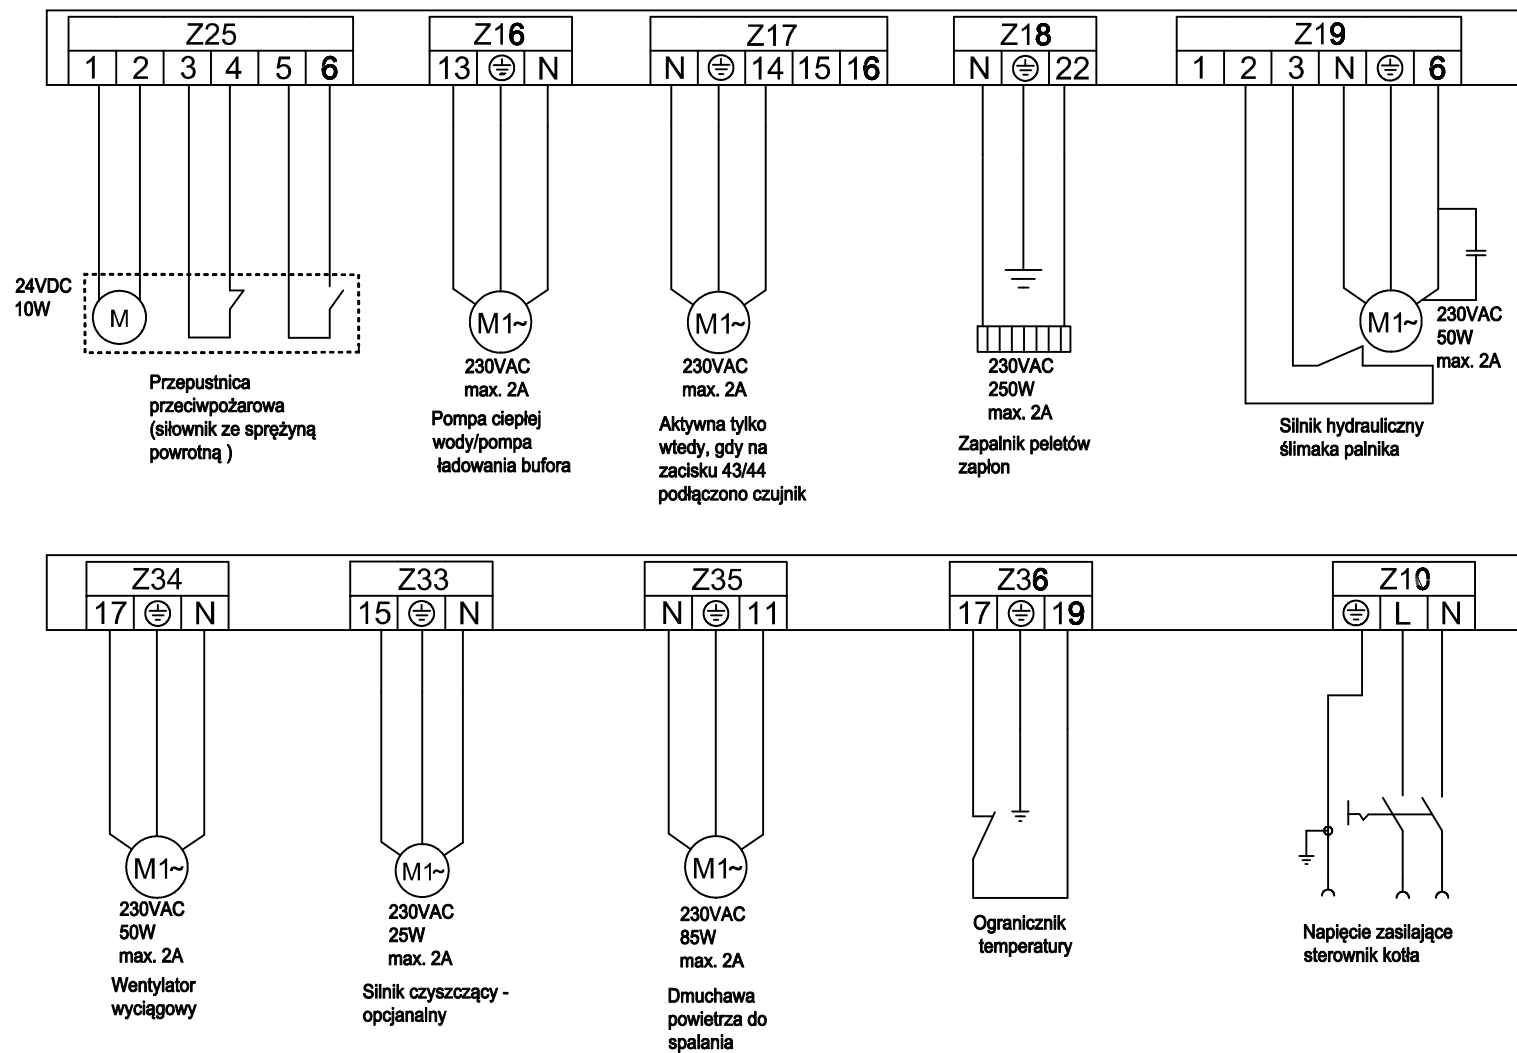 Z25
1 2 3 4 5 6
24VDC
10W
M
Przepustnica
przeciwpożarowa
(siłownik ze sprężyną
powrotną )
Z16
13 N
M1~
230VAC
max. 2A
Pompa ciepłej
wody/pompa
ładowania bufora
Z17
N 14 15 16
M1~
230VAC
max. 2A
Aktywna tylko
wtedy, gdy na
zacisku 43/44
podłączono czujnik
Z18
N 22
230VAC
250W
max. 2A
Zapalnik peletów
zapłon
Z19
1 2 3 N 6
M1~
230VAC
50W
max. 2A
Silnik hydrauliczny
ślimaka palnika
Z34
17 N
M1~
230VAC
50W
max. 2A
Wentylator
wyciągowy
Z33
15 N
M1~
230VAC
25W
max. 2A
Silnik czyszczący -
opcjanalny
Z35
N 11
M1~
230VAC
85W
max. 2A
Dmuchawa
powietrza do
spalania
Z36
17 19
Ogranicznik
temperatury
Z10
L N
Napięcie zasilające
sterownik kotła